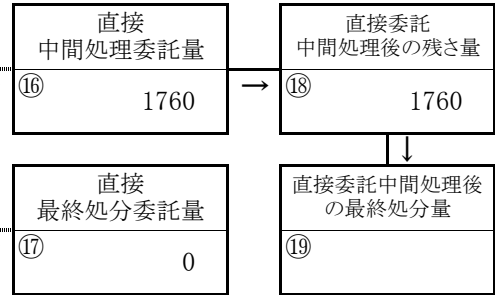 直接
中間処理委託量
⑯
1760
→
直接委託
中間処理後の残さ量
⑱
1760
↓
直接
最終処分委託量
⑰
0
直接委託中間処理後
の最終処分量
⑲